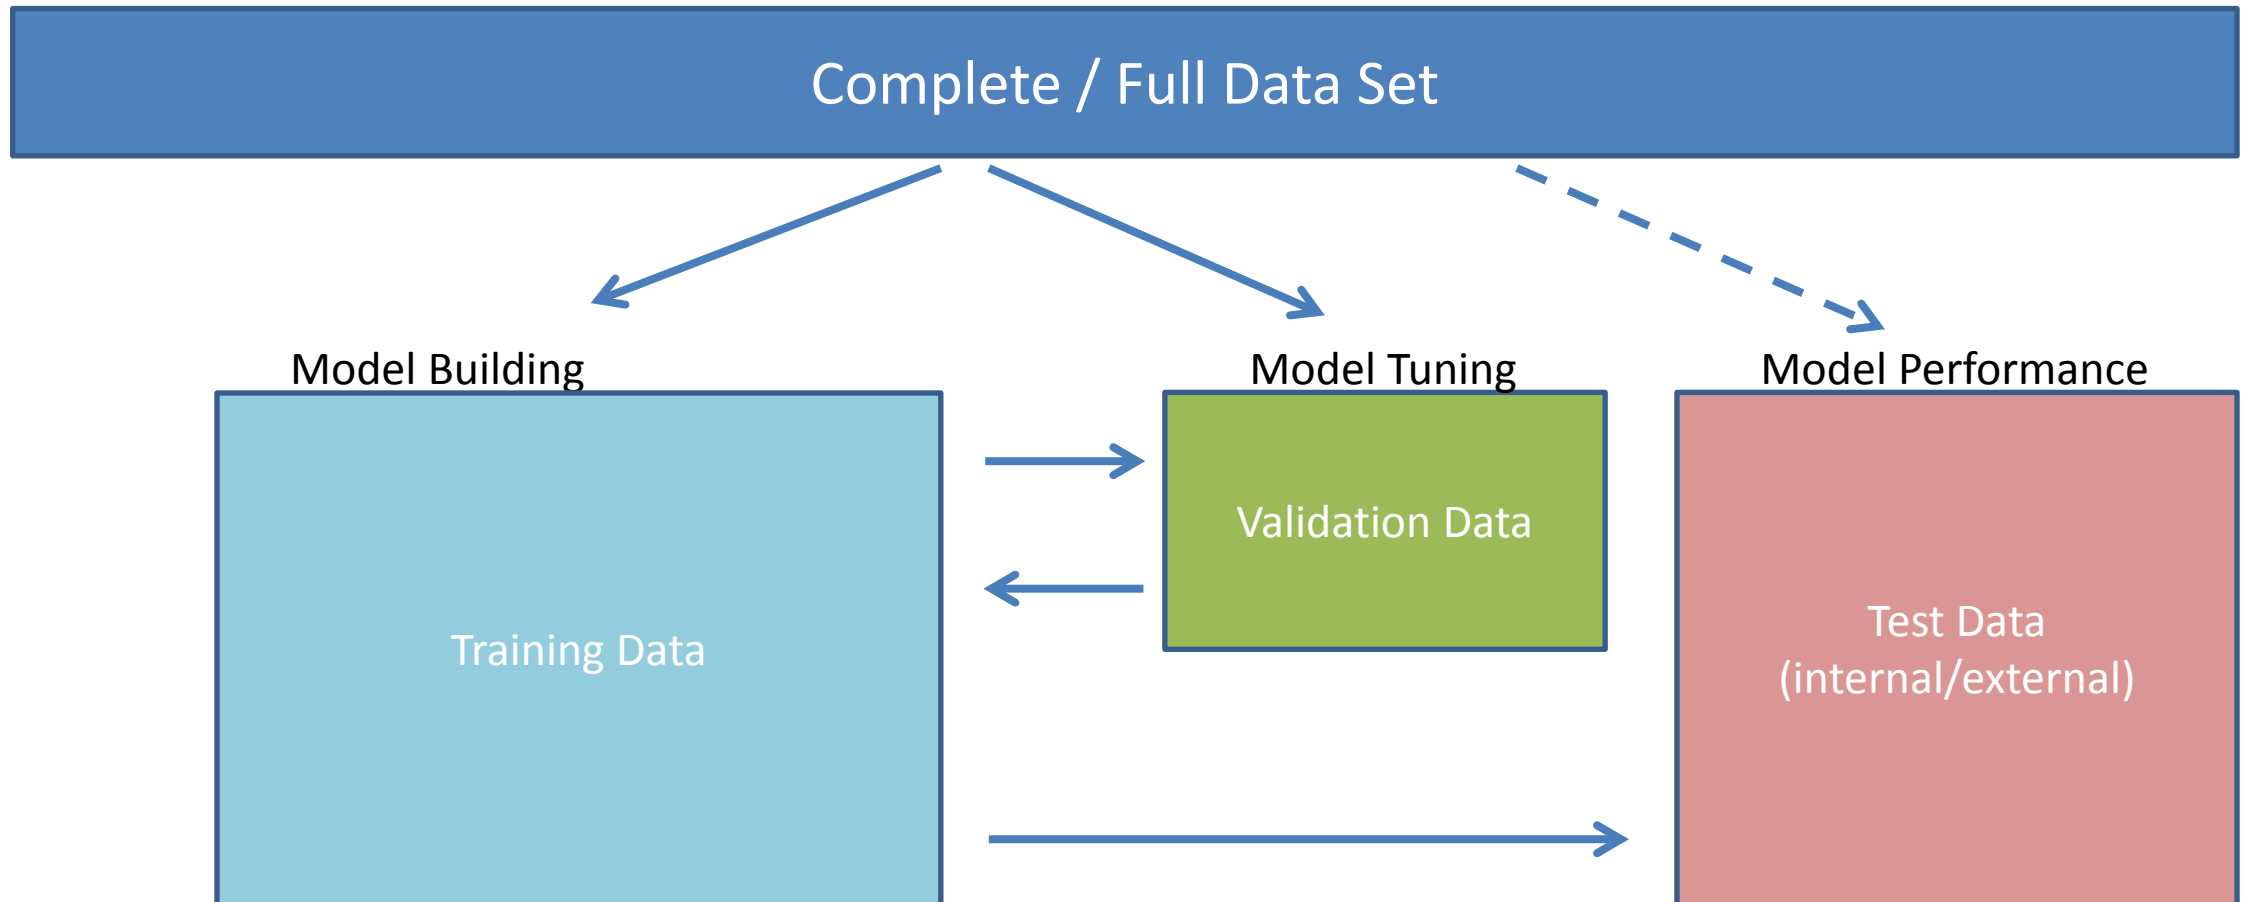 Complete / Full Data Set
Model Building
Model Tuning
Model Performance
Training Data
Validation Data
Test Data
(internal/external)